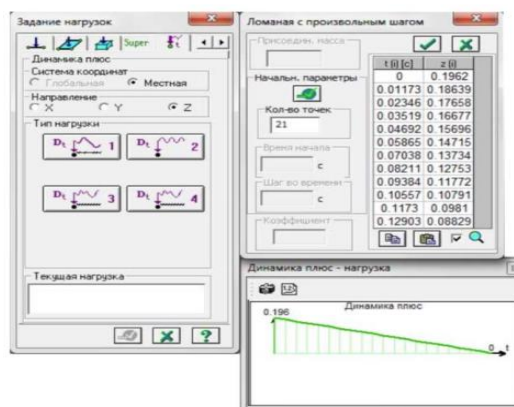 Задание нагрузок
Super
Динамика плюс
Система координат
Глобальная Местная
Направление
X Y Z
Тип нагрузки
Dt 1 Dt 2
Dt 3 Dt 4
Текущая нагрузка
?
Ломаная с произвольным шагом
Присоедин. масса
Начальн. параметры
Кол-во точек
21
Время начала
с
Шаг во времени
с
Коэффициент
t (i) [c] z (i)
0 0.1962
0.01173 0.18639
0.02346 0.17658
0.03519 0.16677
0.04692 0.15696
0.05865 0.14715
0.07038 0.13734
0.08211 0.12753
0.09384 0.11772
0.10557 0.10791
0.1173 0.0981
0.12903 0.08829
Динамика плюс - нагрузка
Динамика плюс
0.196
0 t